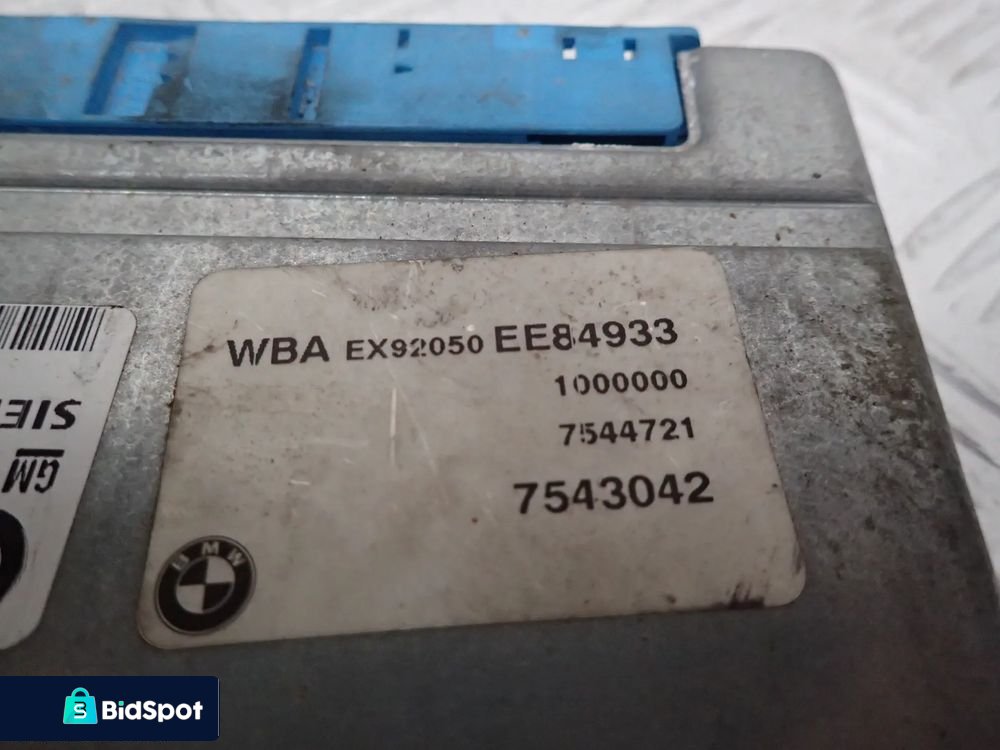 WBA EX92050 EE84933
1000000
7544721
7543042
BMW
SIE
GM
BidSpot